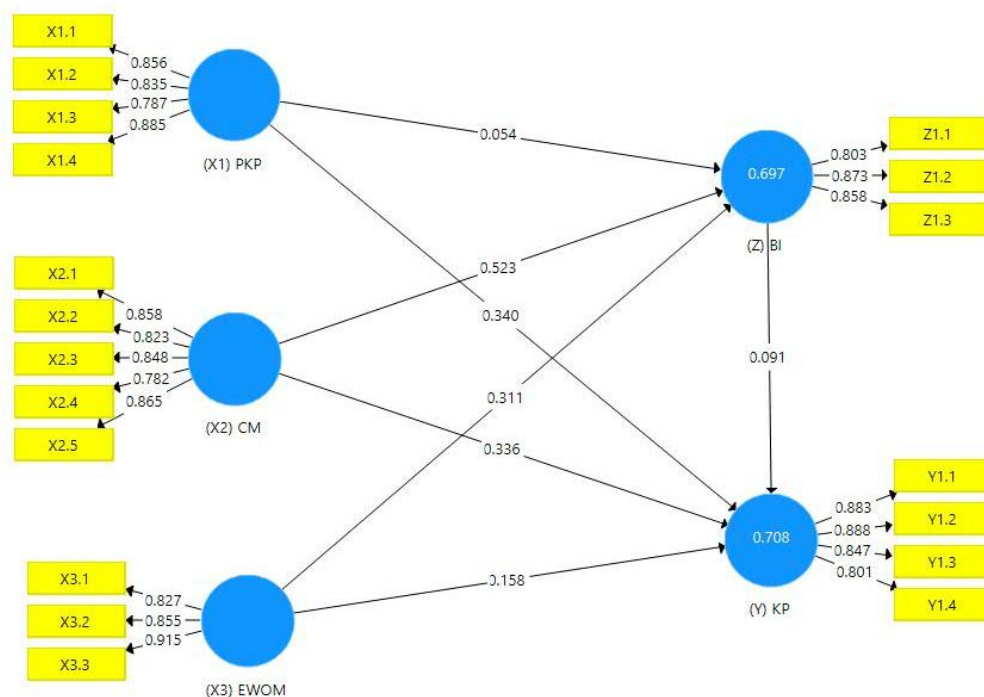 X1.1
X1.2
X1.3
X1.4
0.856
0.835
0.787
0.885
(X1) PKP
0.054
0.697
(Z) BI
0.803
0.873
0.858
Z1.1
Z1.2
Z1.3
X2.1
X2.2
X2.3
X2.4
X2.5
0.858
0.823
0.848
0.782
0.865
(X2) CM
0.523
0.340
0.091
0.311
0.336
X3.1
X3.2
X3.3
0.827
0.855
0.915
(X3) EWOM
0.158
0.708
(Y) KP
0.883
0.888
0.847
0.801
Y1.1
Y1.2
Y1.3
Y1.4